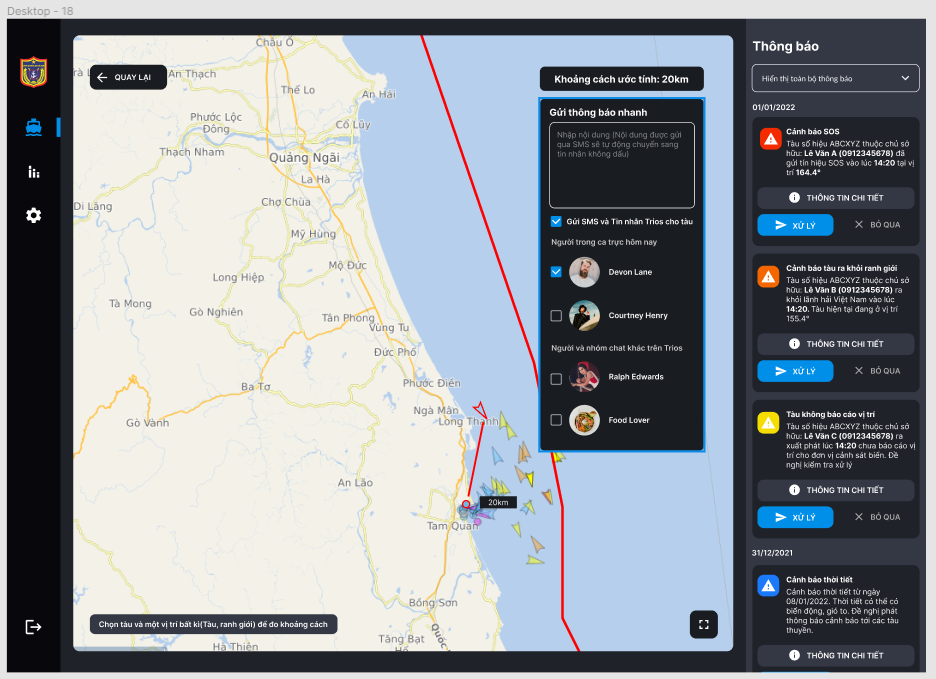 Desktop - 18
QUAY LẠI
Khoảng cách ước tính: 20km
Gửi thông báo nhanh
Nhập nội dung (Nội dung được gửi
qua SMS sẽ tự động chuyển sang
tin nhắn không dấu)
Gửi SMS và Tin nhắn Trios cho tàu
Người trong ca trực hôm nay
Devon Lane
Courtney Henry
Người và nhóm chat khác trên Trios
Ralph Edwards
Food Lover
Châu Ổ
An Thạch
Thế Lo
An Hải
Phước Lộc
Đông
Cổ Lũy
Thạch Nham
Quảng Ngãi
La Hà
Di Lăng
Chợ Chùa
Mỹ Hùng
Mộ Đức
Long Hiệp
Tà Mong
Gò Nghiên
Tân Phong
Vùng Tu
Đức Phổ
Phước Điền
Ba Tơ
Ngà Mân
Gò Vành
Long Thạnh
An Lão
20km
Tam Quan
Bồng Sơn
Quốc
Tăng Bạt
Hổ
Hà Thiên
Chọn tàu và một vị trí bất kì(Tàu, ranh giới) để đo khoảng cách
Thông báo
Hiển thị toàn bộ thông báo
01/01/2022
Cảnh báo SOS
Tàu số hiệu ABCXYZ thuộc chủ sở
hữu: Lê Văn A (0912345678) đã
gửi tín hiệu SOS vào lúc 14:20 tại vị
trí 164.4°
THÔNG TIN CHI TIẾT
XỬ LÝ
BỎ QUA
Cảnh báo tàu ra khỏi ranh giới
Tàu số hiệu ABCXYZ thuộc chủ sở
hữu: Lê Văn B (0912345678) ra
khỏi lãnh hải Việt Nam vào lúc
14:20. Tàu hiện tại đang ở vị trí
155.4°
THÔNG TIN CHI TIẾT
XỬ LÝ
BỎ QUA
Tàu không báo cáo vị trí
Tàu số hiệu ABCXYZ thuộc chủ sở
hữu: Lê Văn C (0912345678) ra
xuất phát lúc 14:20 chưa báo cáo vị
trí cho đơn vị cảnh sát biển. Đề
nghị kiểm tra xử lý
THÔNG TIN CHI TIẾT
XỬ LÝ
BỎ QUA
31/12/2021
Cảnh báo thời tiết
Cảnh báo thời tiết từ ngày
08/01/2022. Thời tiết có thể có
biển động, gió to. Đề nghị phát
thông báo cảnh báo tới các tàu
thuyền.
THÔNG TIN CHI TIẾT